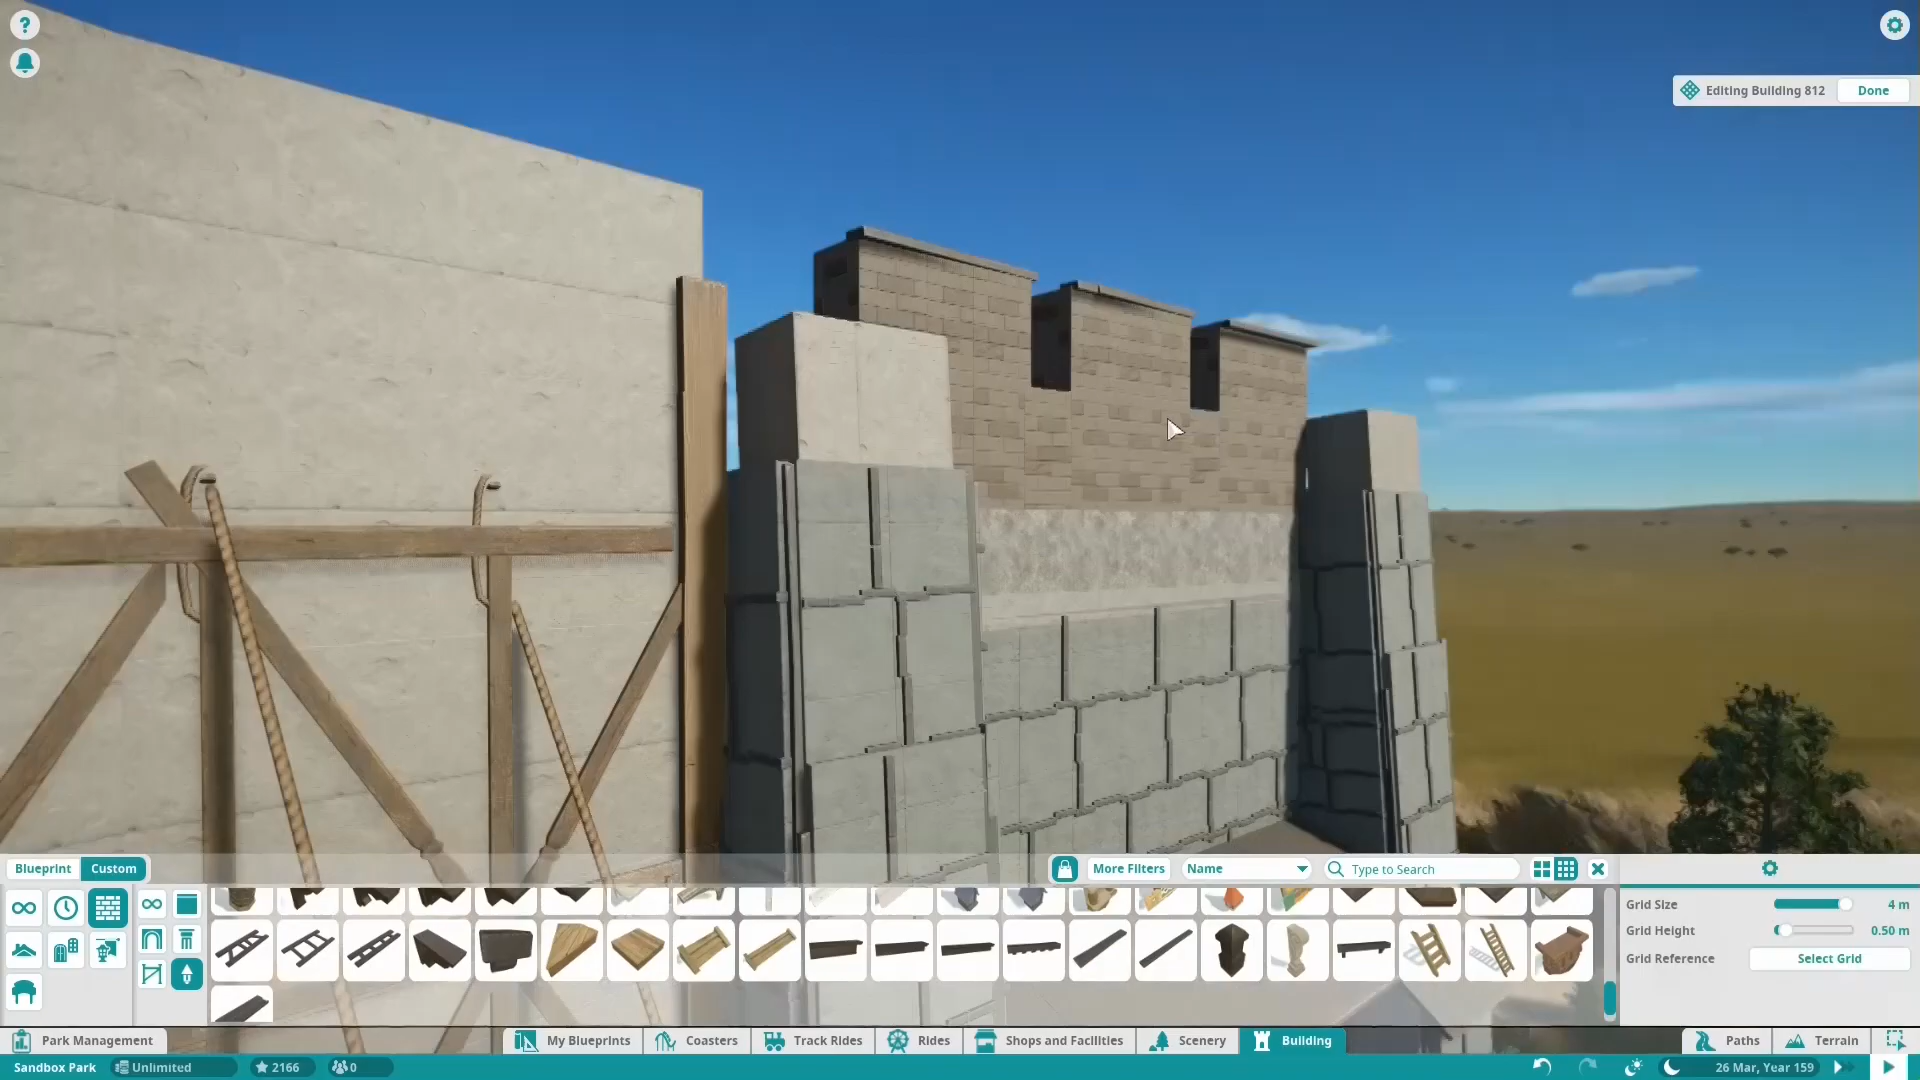 ?
Editing Building 812 Done
Blueprint Custom
More Filters Name Type to Search
Grid Size 4 m
Grid Height 0.50 m
Grid Reference Select Grid
Park Management My Blueprints Coasters Track Rides Rides Shops and Facilities Scenery Building Paths Terrain
Sandbox Park Unlimited 2166 0 26 Mar, Year 159